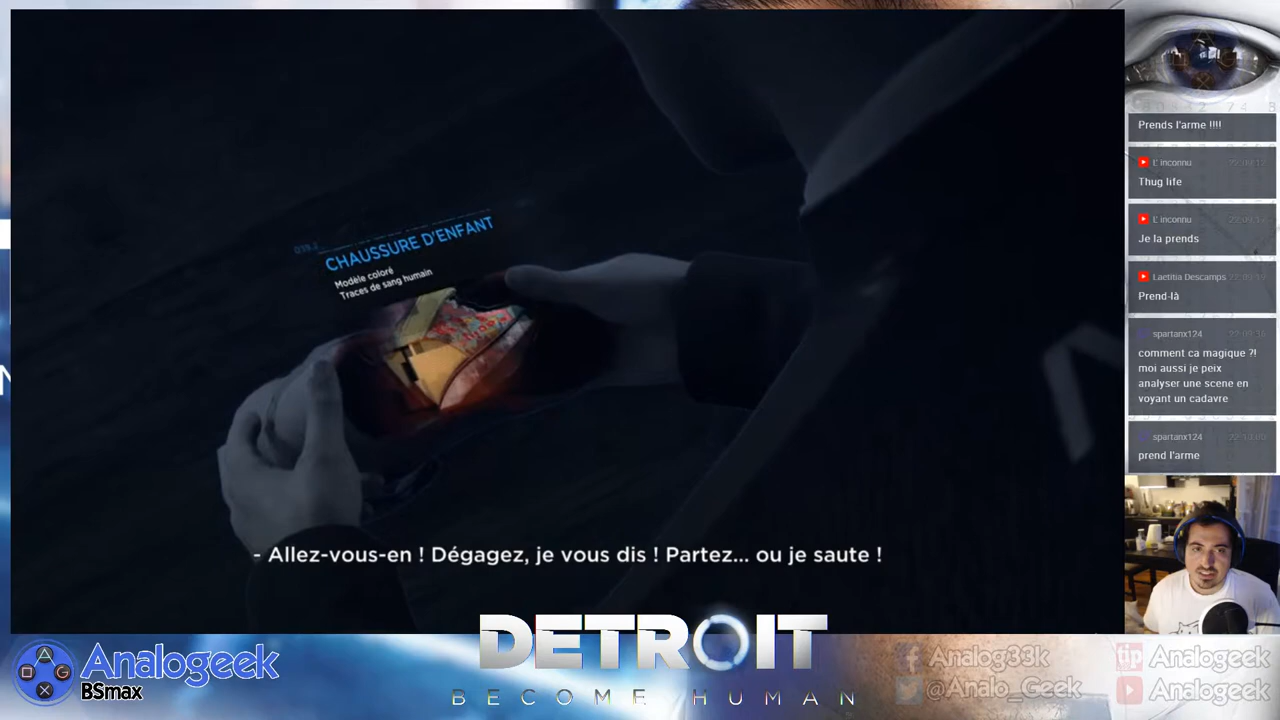 CHAUSSURE D'ENFANT
Modèle coloré
Traces de sang humain
- Allez-vous-en ! Dégagez, je vous dis ! Partez... ou je saute !
Prends l'arme !!!!
L' inconnu
Thug life
L' inconnu
Je la prends
Laetitia Descamps
Prend-là
spartanx124
comment ca magique ?!
moi aussi je peix
analyser une scene en
voyant un cadavre
spartanx124
prend l'arme
Analogeek
BSmax
DETROIT
BECOME HUMAN
Analog33k
@Analo_Geek
tip
Analogeek
Analogeek